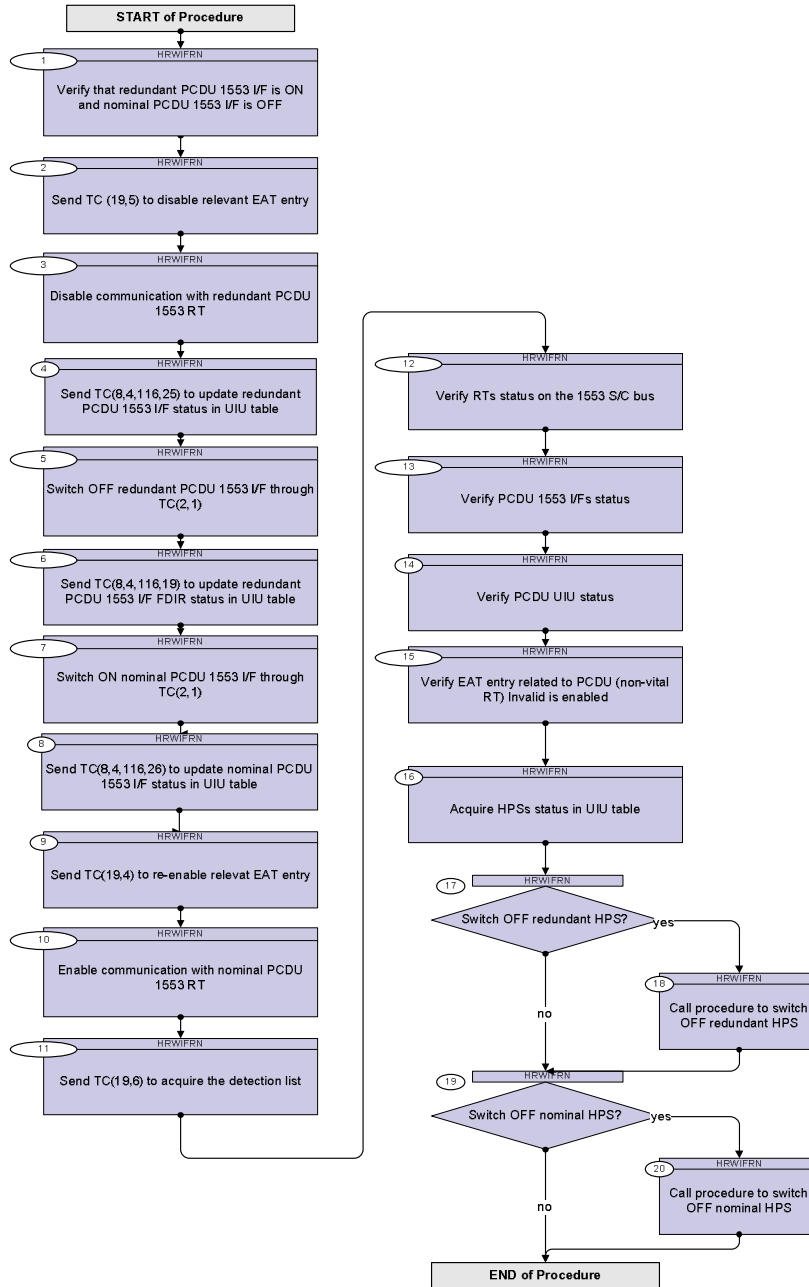 START of Procedure
HRWIFRN
1
Verify that redundant PCDU 1553 I/F is ON
and nominal PCDU 1553 I/F is OFF
HRWIFRN
2
Send TC (19,5) to disable relevant EAT entry
HRWIFRN
3
Disable communication with redundant PCDU
1553 RT
HRWIFRN
4
Send TC(8,4,116,25) to update redundant
PCDU 1553 I/F status in UIU table
HRWIFRN
5
Switch OFF redundant PCDU 1553 I/F through
TC(2,1)
HRWIFRN
6
Send TC(8,4,116,19) to update redundant
PCDU 1553 I/F FDIR status in UIU table
HRWIFRN
7
Switch ON nominal PCDU 1553 I/F through
TC(2,1)
HRWIFRN
8
Send TC(8,4,116,26) to update nominal PCDU
1553 I/F status in UIU table
HRWIFRN
9
Send TC(19,4) to re-enable relevat EAT entry
HRWIFRN
10
Enable communication with nominal PCDU
1553 RT
HRWIFRN
11
Send TC(19,6) to acquire the detection list
HRWIFRN
12
Verify RTs status on the 1553 S/C bus
HRWIFRN
13
Verify PCDU 1553 I/Fs status
HRWIFRN
14
Verify PCDU UIU status
HRWIFRN
15
Verify EAT entry related to PCDU (non-vital
RT) Invalid is enabled
HRWIFRN
16
Acquire HPSs status in UIU table
HRWIFRN
17
Switch OFF redundant HPS?
yes
no
HRWIFRN
18
Call procedure to switch
OFF redundant HPS
HRWIFRN
19
Switch OFF nominal HPS?
yes
no
HRWIFRN
20
Call procedure to switch
OFF nominal HPS
END of Procedure